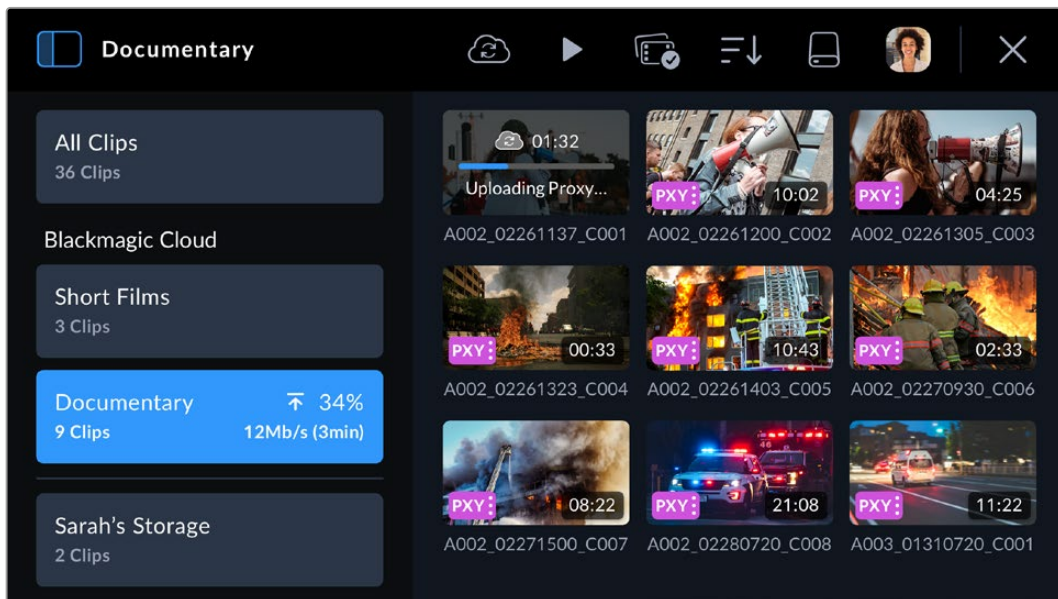 Documentary
All Clips
36 Clips
Blackmagic Cloud
Short Films
3 Clips
Documentary 34%
9 Clips 12Mb/s (3min)
Sarah's Storage
2 Clips
01:32
Uploading Proxy...
PXY 10:02
PXY 04:25
A002_02261137_C001 A002_02261200_C002 A002_02261305_C003
PXY 00:33
PXY 10:43
PXY 02:33
A002_02261323_C004 A002_02261403_C005 A002_02270930_C006
PXY 08:22
PXY 21:08
PXY 11:22
A002_02271500_C007 A002_02280720_C008 A003_01310720_C001